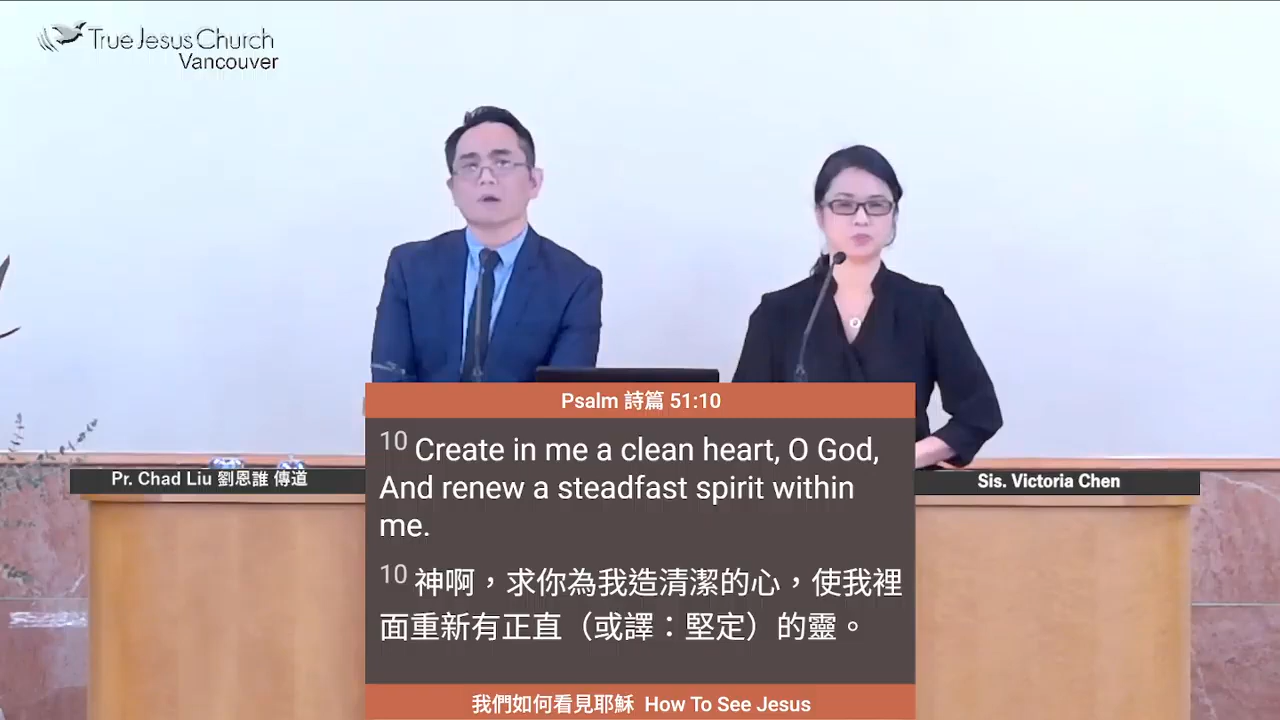 True Jesus Church
Vancouver
Psalm 詩篇 51:10
10 Create in me a clean heart, O God,
And renew a steadfast spirit within
me.
10 神啊，求你為我造清潔的心，使我裡
面重新有正直（或譯：堅定）的靈。
Pr. Chad Liu 劉恩誰 傳道
Sis. Victoria Chen
我們如何看見耶穌 How To See Jesus